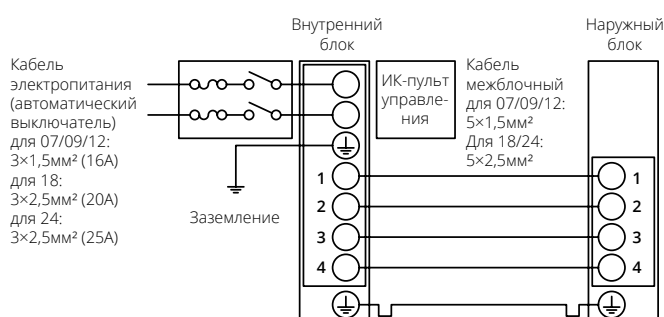 Внутренний
блок
Наружный
блок
Кабель
электропитания
(автоматический
выключатель)
для 07/09/12:
3×1,5мм² (16А)
для 18:
3×2,5мм² (20А)
для 24:
3×2,5мм² (25А)
ИК-пульт
управле-
ния
Кабель
межблочный
для 07/09/12:
5×1,5мм²
Для 18/24:
5×2,5мм²
Заземление
1
2
3
4
1
2
3
4